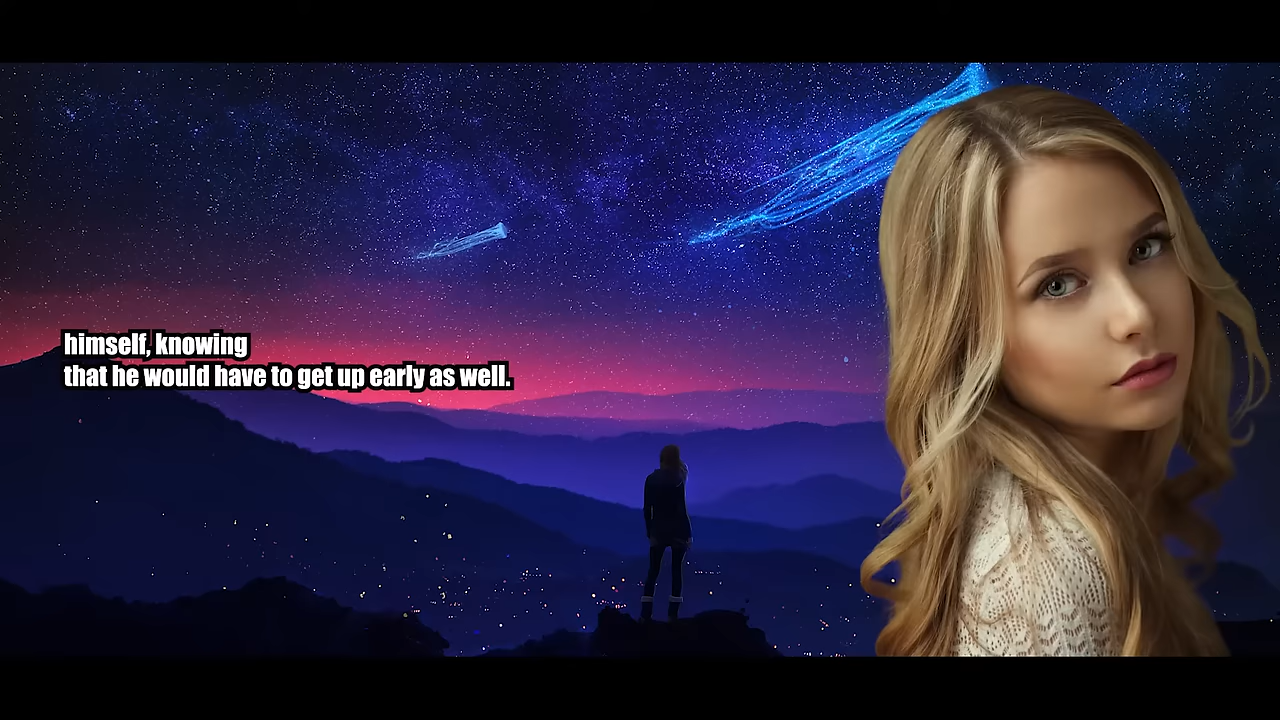 himself, knowing
that he would have to get up early as well.